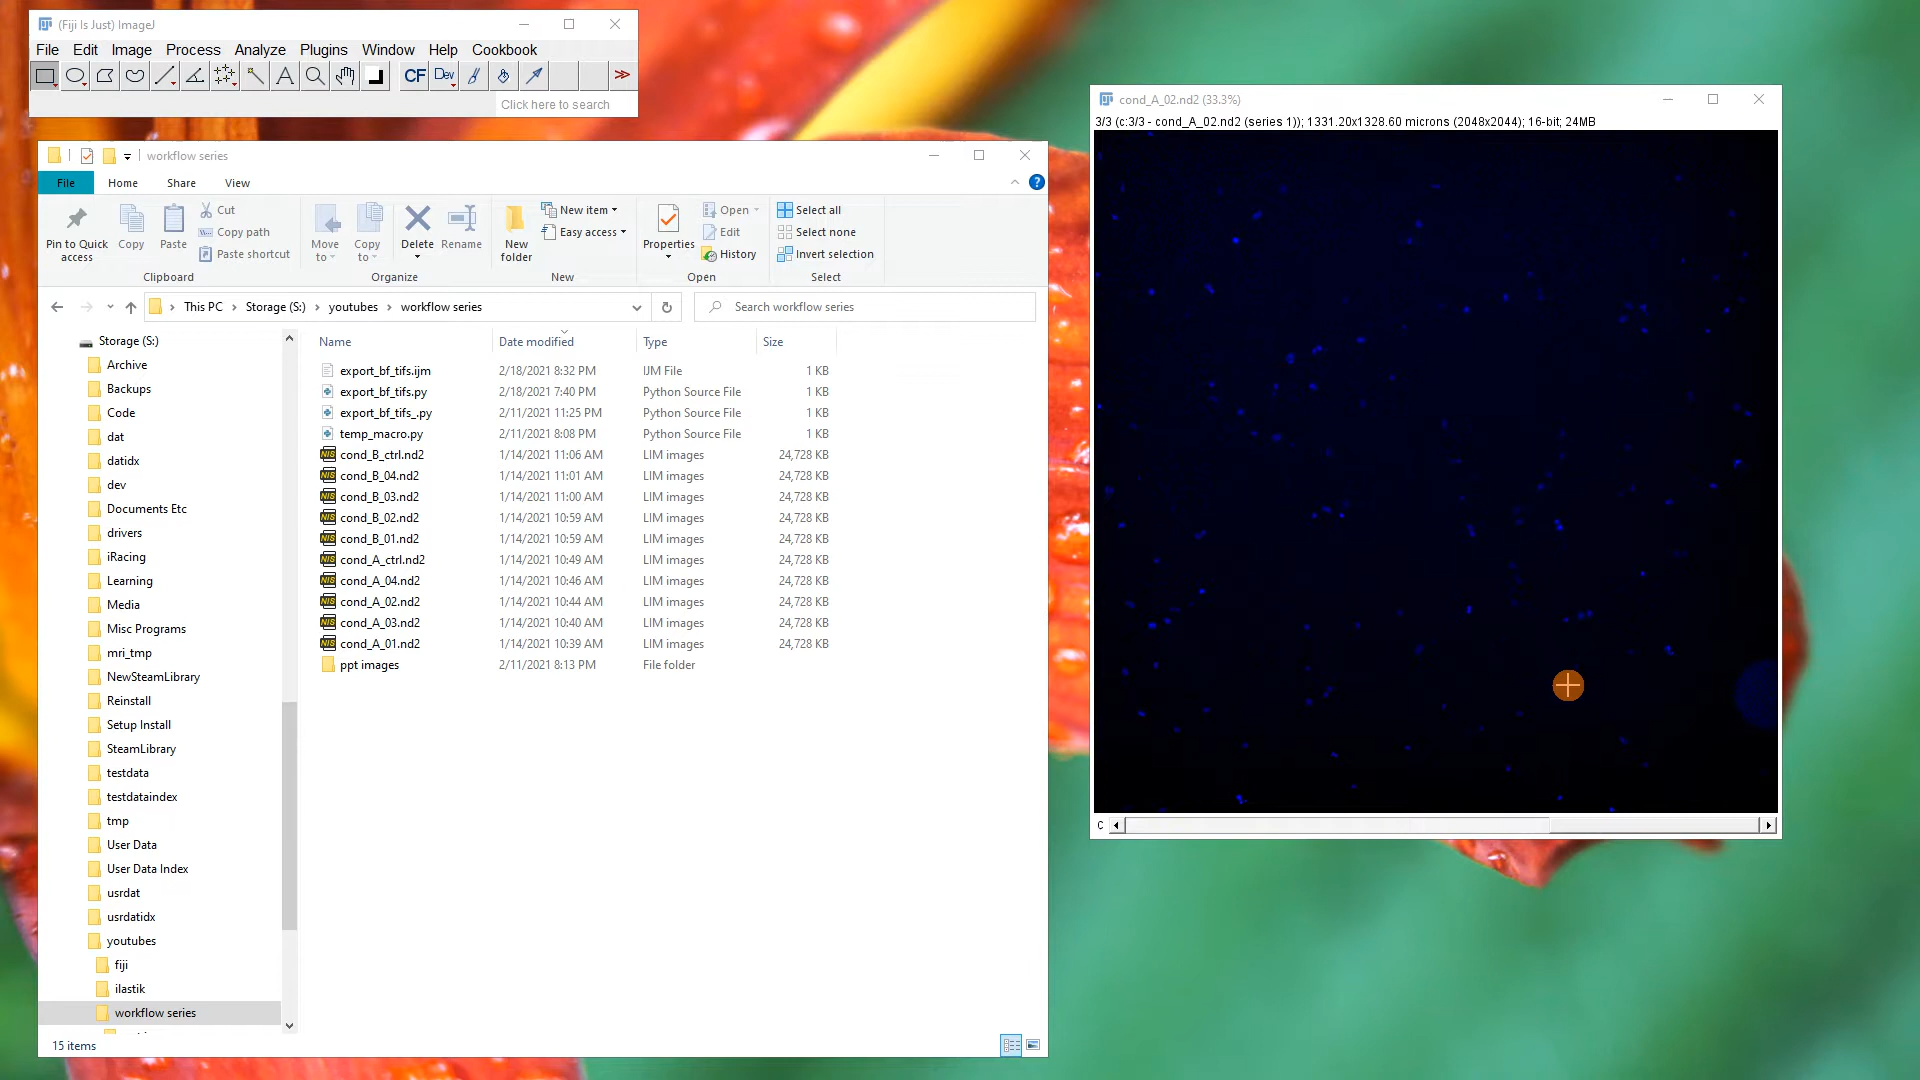 (Fiji Is Just) ImageJ
File Edit Image Process Analyze Plugins Window Help Cookbook
A CF Dev >>
Click here to search
workflow series
File Home Share View
Pin to Quick access
Copy
Paste
Cut
Copy path
Paste shortcut
Clipboard
Move to
Copy to
Delete
Rename
Organize
New folder
New item
Easy access
New
Properties
Open
Edit
History
Open
Select all
Select none
Invert selection
Select
This PC > Storage (S:) > youtubes > workflow series
Search workflow series
Storage (S:)
Archive
Backups
Code
dat
datidx
dev
Documents Etc
drivers
iRacing
Learning
Media
Misc Programs
mri_tmp
NewSteamLibrary
Reinstall
Setup Install
SteamLibrary
testdata
testdataindex
tmp
User Data
User Data Index
usrdat
usrdatidx
youtubes
fiji
ilastik
workflow series
Name Date modified Type Size
export_bf_tifs.ijm 2/18/2021 8:32 PM IJM File 1 KB
export_bf_tifs.py 2/18/2021 7:40 PM Python Source File 1 KB
export_bf_tifs_.py 2/11/2021 11:25 PM Python Source File 1 KB
temp_macro.py 2/11/2021 8:08 PM Python Source File 1 KB
NIS cond_B_ctrl.nd2 1/14/2021 11:06 AM LIM images 24,728 KB
NIS cond_B_04.nd2 1/14/2021 11:01 AM LIM images 24,728 KB
NIS cond_B_03.nd2 1/14/2021 11:00 AM LIM images 24,728 KB
NIS cond_B_02.nd2 1/14/2021 10:59 AM LIM images 24,728 KB
NIS cond_B_01.nd2 1/14/2021 10:59 AM LIM images 24,728 KB
NIS cond_A_ctrl.nd2 1/14/2021 10:49 AM LIM images 24,728 KB
NIS cond_A_04.nd2 1/14/2021 10:46 AM LIM images 24,728 KB
NIS cond_A_02.nd2 1/14/2021 10:44 AM LIM images 24,728 KB
NIS cond_A_03.nd2 1/14/2021 10:40 AM LIM images 24,728 KB
NIS cond_A_01.nd2 1/14/2021 10:39 AM LIM images 24,728 KB
ppt images 2/11/2021 8:13 PM File folder
15 items
cond_A_02.nd2 (33.3%)
3/3 (c:3/3 - cond_A_02.nd2 (series 1)); 1331.20x1328.60 microns (2048x2044); 16-bit; 24MB
c